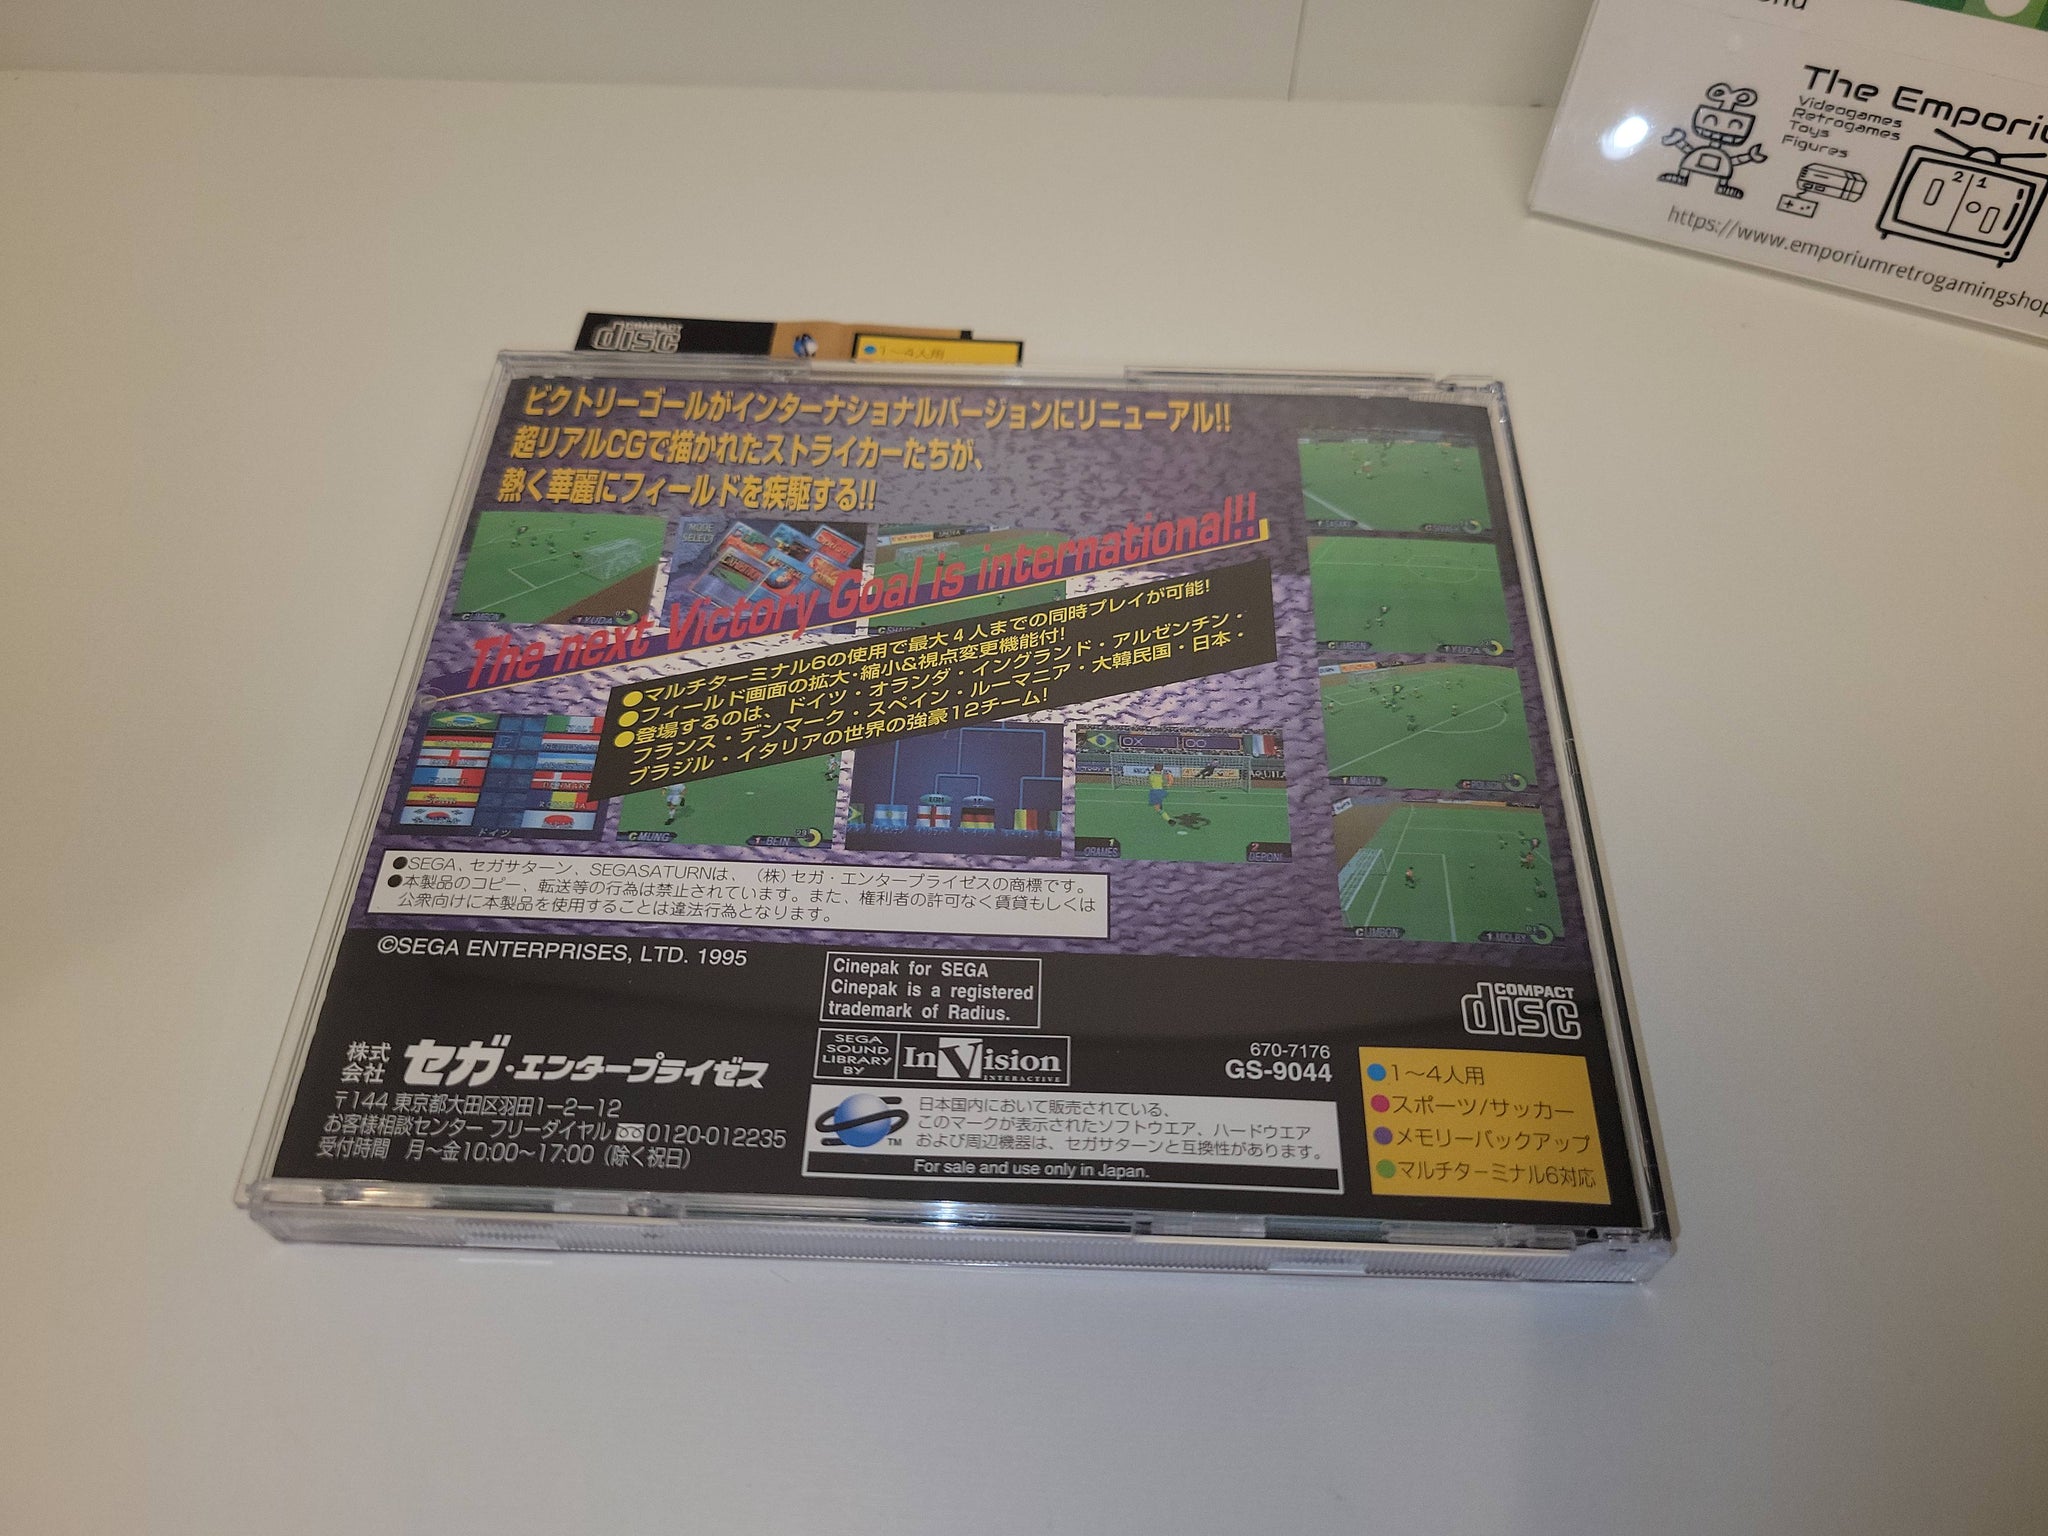 The Emporiu
Videogames
Retrogames
Toys
Figures
2 1
https://www.emporiumretrogamingshop
COMPACT
disc
1〜4人用
ビクトリーゴールがインターナショナルバージョンにリニューアル!!
超リアルCGで描かれたストライカーたちが、
熱く華麗にフィールドを疾駆する!!
MODE
SELECT
The next Victory Goal is international!!
●マルチターミナル6の使用で最大4人までの同時プレイが可能!
●フィールド画面の拡大・縮小&視点変更機能付!
●登場するのは、ドイツ・オランダ・イングランド・アルゼンチン・
フランス・デンマーク・スペイン・ルーマニア・大韓民国・日本・
ブラジル・イタリアの世界の強豪12チーム!
C LIMBON
1 YUDA
DENMARK
ROMANIA
ドイツ
C MUNG
1 BEIN
29
1 YUDA
C LIMBON
1 MOLBY
●SEGA、セガサターン、SEGASATURNは、(株)セガ・エンタープライゼスの商標です。
●本製品のコピー、転送等の行為は禁止されています。また、権利者の許可なく賃貸もしくは
公衆向けに本製品を使用することは違法行為となります。
©SEGA ENTERPRISES, LTD. 1995
Cinepak for SEGA
Cinepak is a registered
trademark of Radius.
COMPACT
disc
株式会社 セガ・エンタープライゼス
〒144 東京都大田区羽田1-2-12
お客様相談センター フリーダイヤル 0120-012235
受付時間 月〜金10:00〜17:00(除く祝日)
SEGA
SOUND
LIBRARY
BY
InVision
INTERACTIVE
670-7176
GS-9044
日本国内において販売されている、
このマークが表示されたソフトウエア、ハードウエア
および周辺機器は、セガサターンと互換性があります。
TM
For sale and use only in Japan.
●1〜4人用
●スポーツ/サッカー
●メモリーバックアップ
●マルチターミナル6対応